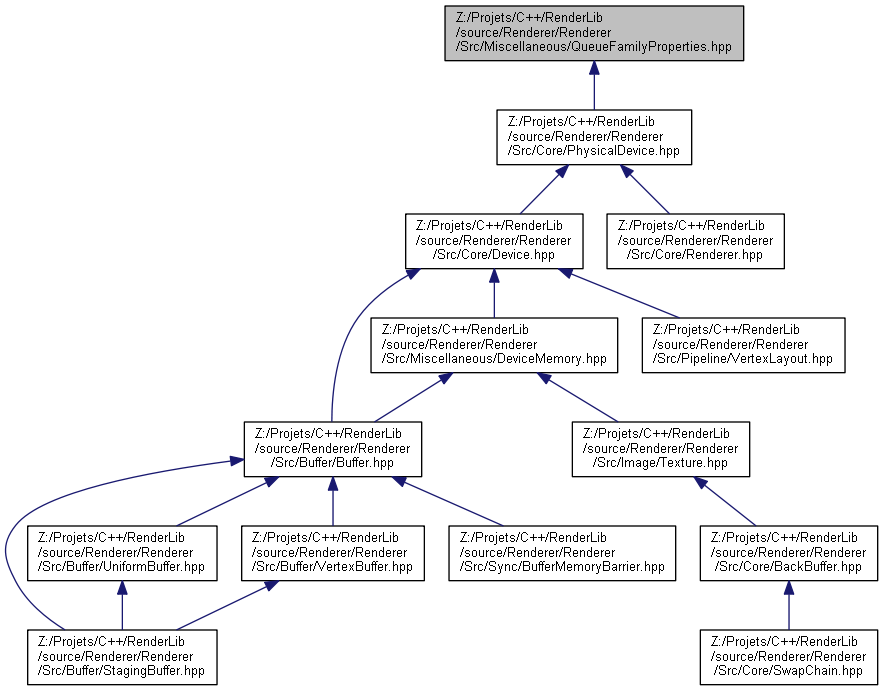 Z:/Projets/C++/RenderLib
/source/Renderer/Renderer
/Src/Miscellaneous/QueueFamilyProperties.hpp
Z:/Projets/C++/RenderLib
/source/Renderer/Renderer
/Src/Core/PhysicalDevice.hpp
Z:/Projets/C++/RenderLib
/source/Renderer/Renderer
/Src/Core/Device.hpp
Z:/Projets/C++/RenderLib
/source/Renderer/Renderer
/Src/Core/Renderer.hpp
Z:/Projets/C++/RenderLib
/source/Renderer/Renderer
/Src/Miscellaneous/DeviceMemory.hpp
Z:/Projets/C++/RenderLib
/source/Renderer/Renderer
/Src/Pipeline/VertexLayout.hpp
Z:/Projets/C++/RenderLib
/source/Renderer/Renderer
/Src/Buffer/Buffer.hpp
Z:/Projets/C++/RenderLib
/source/Renderer/Renderer
/Src/Image/Texture.hpp
Z:/Projets/C++/RenderLib
/source/Renderer/Renderer
/Src/Buffer/UniformBuffer.hpp
Z:/Projets/C++/RenderLib
/source/Renderer/Renderer
/Src/Buffer/VertexBuffer.hpp
Z:/Projets/C++/RenderLib
/source/Renderer/Renderer
/Src/Sync/BufferMemoryBarrier.hpp
Z:/Projets/C++/RenderLib
/source/Renderer/Renderer
/Src/Core/BackBuffer.hpp
Z:/Projets/C++/RenderLib
/source/Renderer/Renderer
/Src/Buffer/StagingBuffer.hpp
Z:/Projets/C++/RenderLib
/source/Renderer/Renderer
/Src/Core/SwapChain.hpp